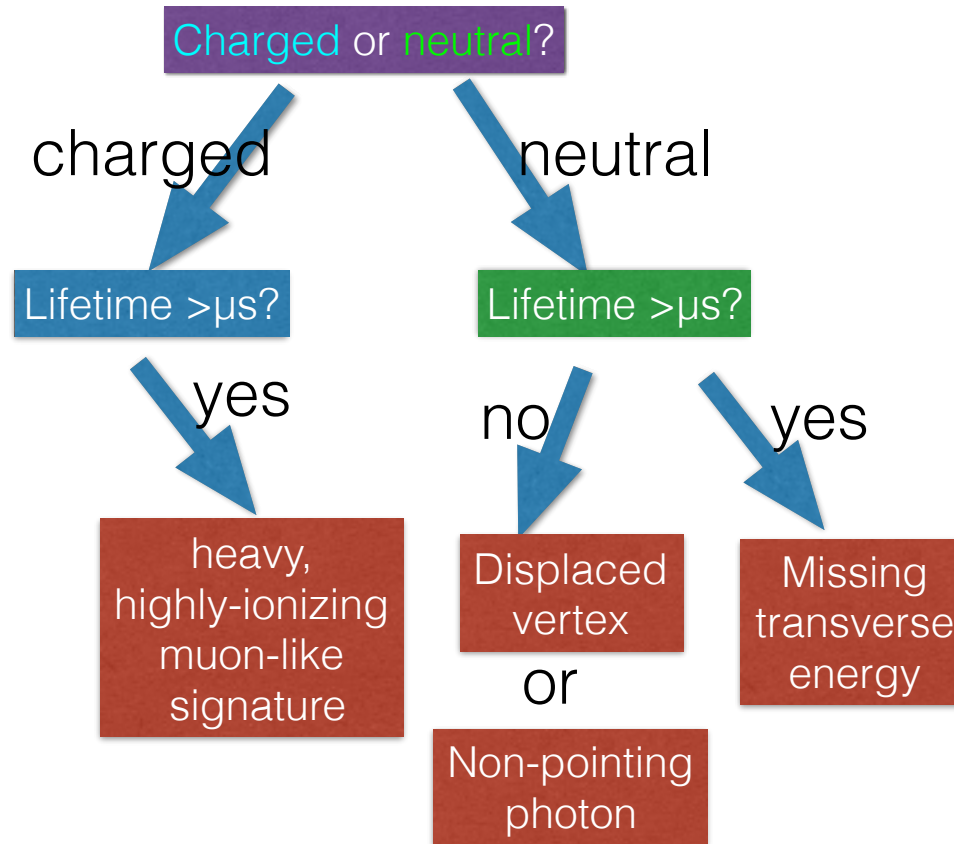 Charged or neutral?
charged
neutral
Lifetime >µs?
Lifetime >µs?
yes
no
yes
heavy,
highly-ionizing
muon-like
signature
Displaced
vertex
or
Non-pointing
photon
Missing
transverse
energy